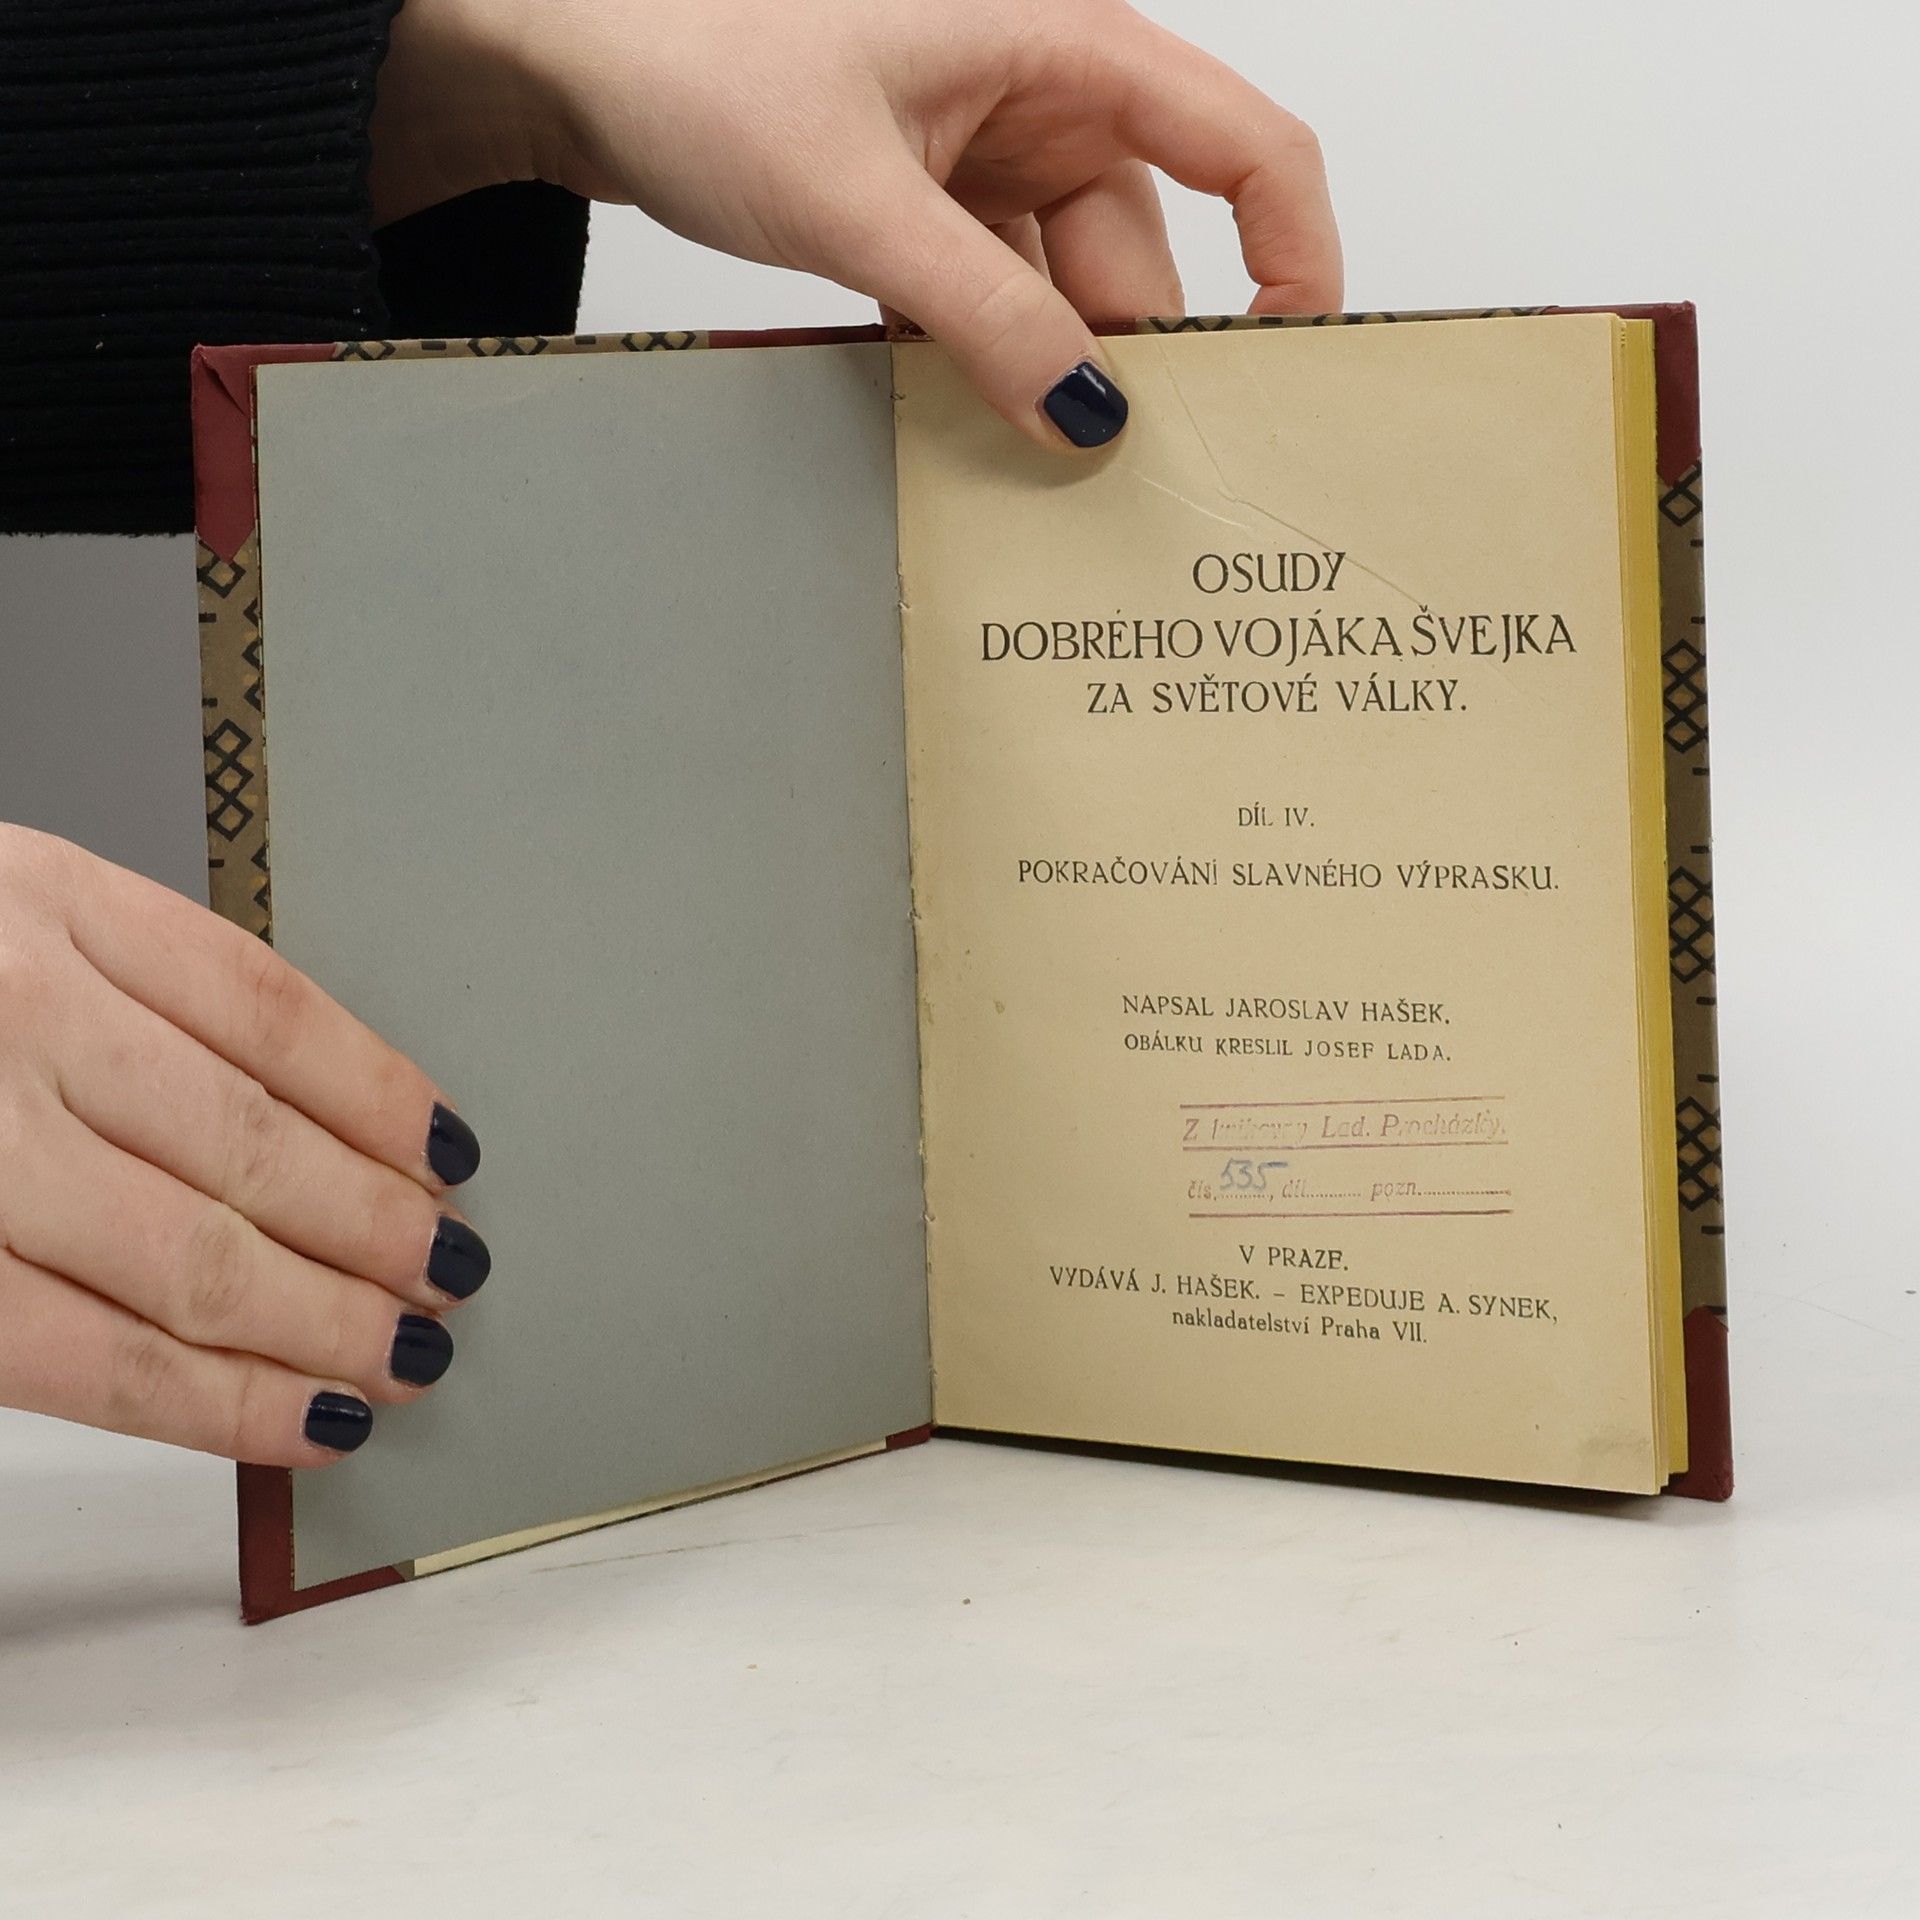 OSUDY
DOBRÉHO VOJÁKA ŠVEJKA
ZA SVĚTOVÉ VÁLKY.
DÍL IV.
POKRAČOVÁNÍ SLAVNÉHO VÝPRASKU.
NAPSAL JAROSLAV HAŠEK.
OBÁLKU KRESLIL JOSEF LADA.
Z knihovny Lad. Procházky.
čís. 535, díl........... pozn....................
V PRAZE.
VYDÁVÁ J. HAŠEK. – EXPEDUJE A. SYNEK,
nakladatelství Praha VII.